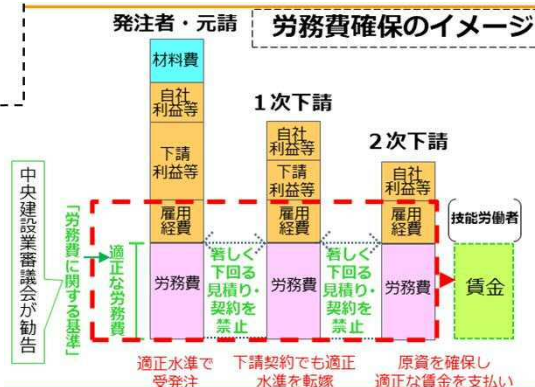 労務費確保のイメージ
発注者・元請
材料費
自社
利益等
下請
利益等
雇用
経費
労務費
1次下請
自社
利益等
下請
利益等
雇用
経費
労務費
2次下請
自社
利益等
雇用
経費
労務費
技能労働者
賃金
中央建設業審議会が勧告
「労務費に関する基準」
適正な労務費
著しく
下回る
見積り・
契約を
禁止
著しく
下回る
見積り・
契約を
禁止
適正水準で
受発注
下請契約でも適正
水準を転嫁
原資を確保し
適正な賃金を支払い